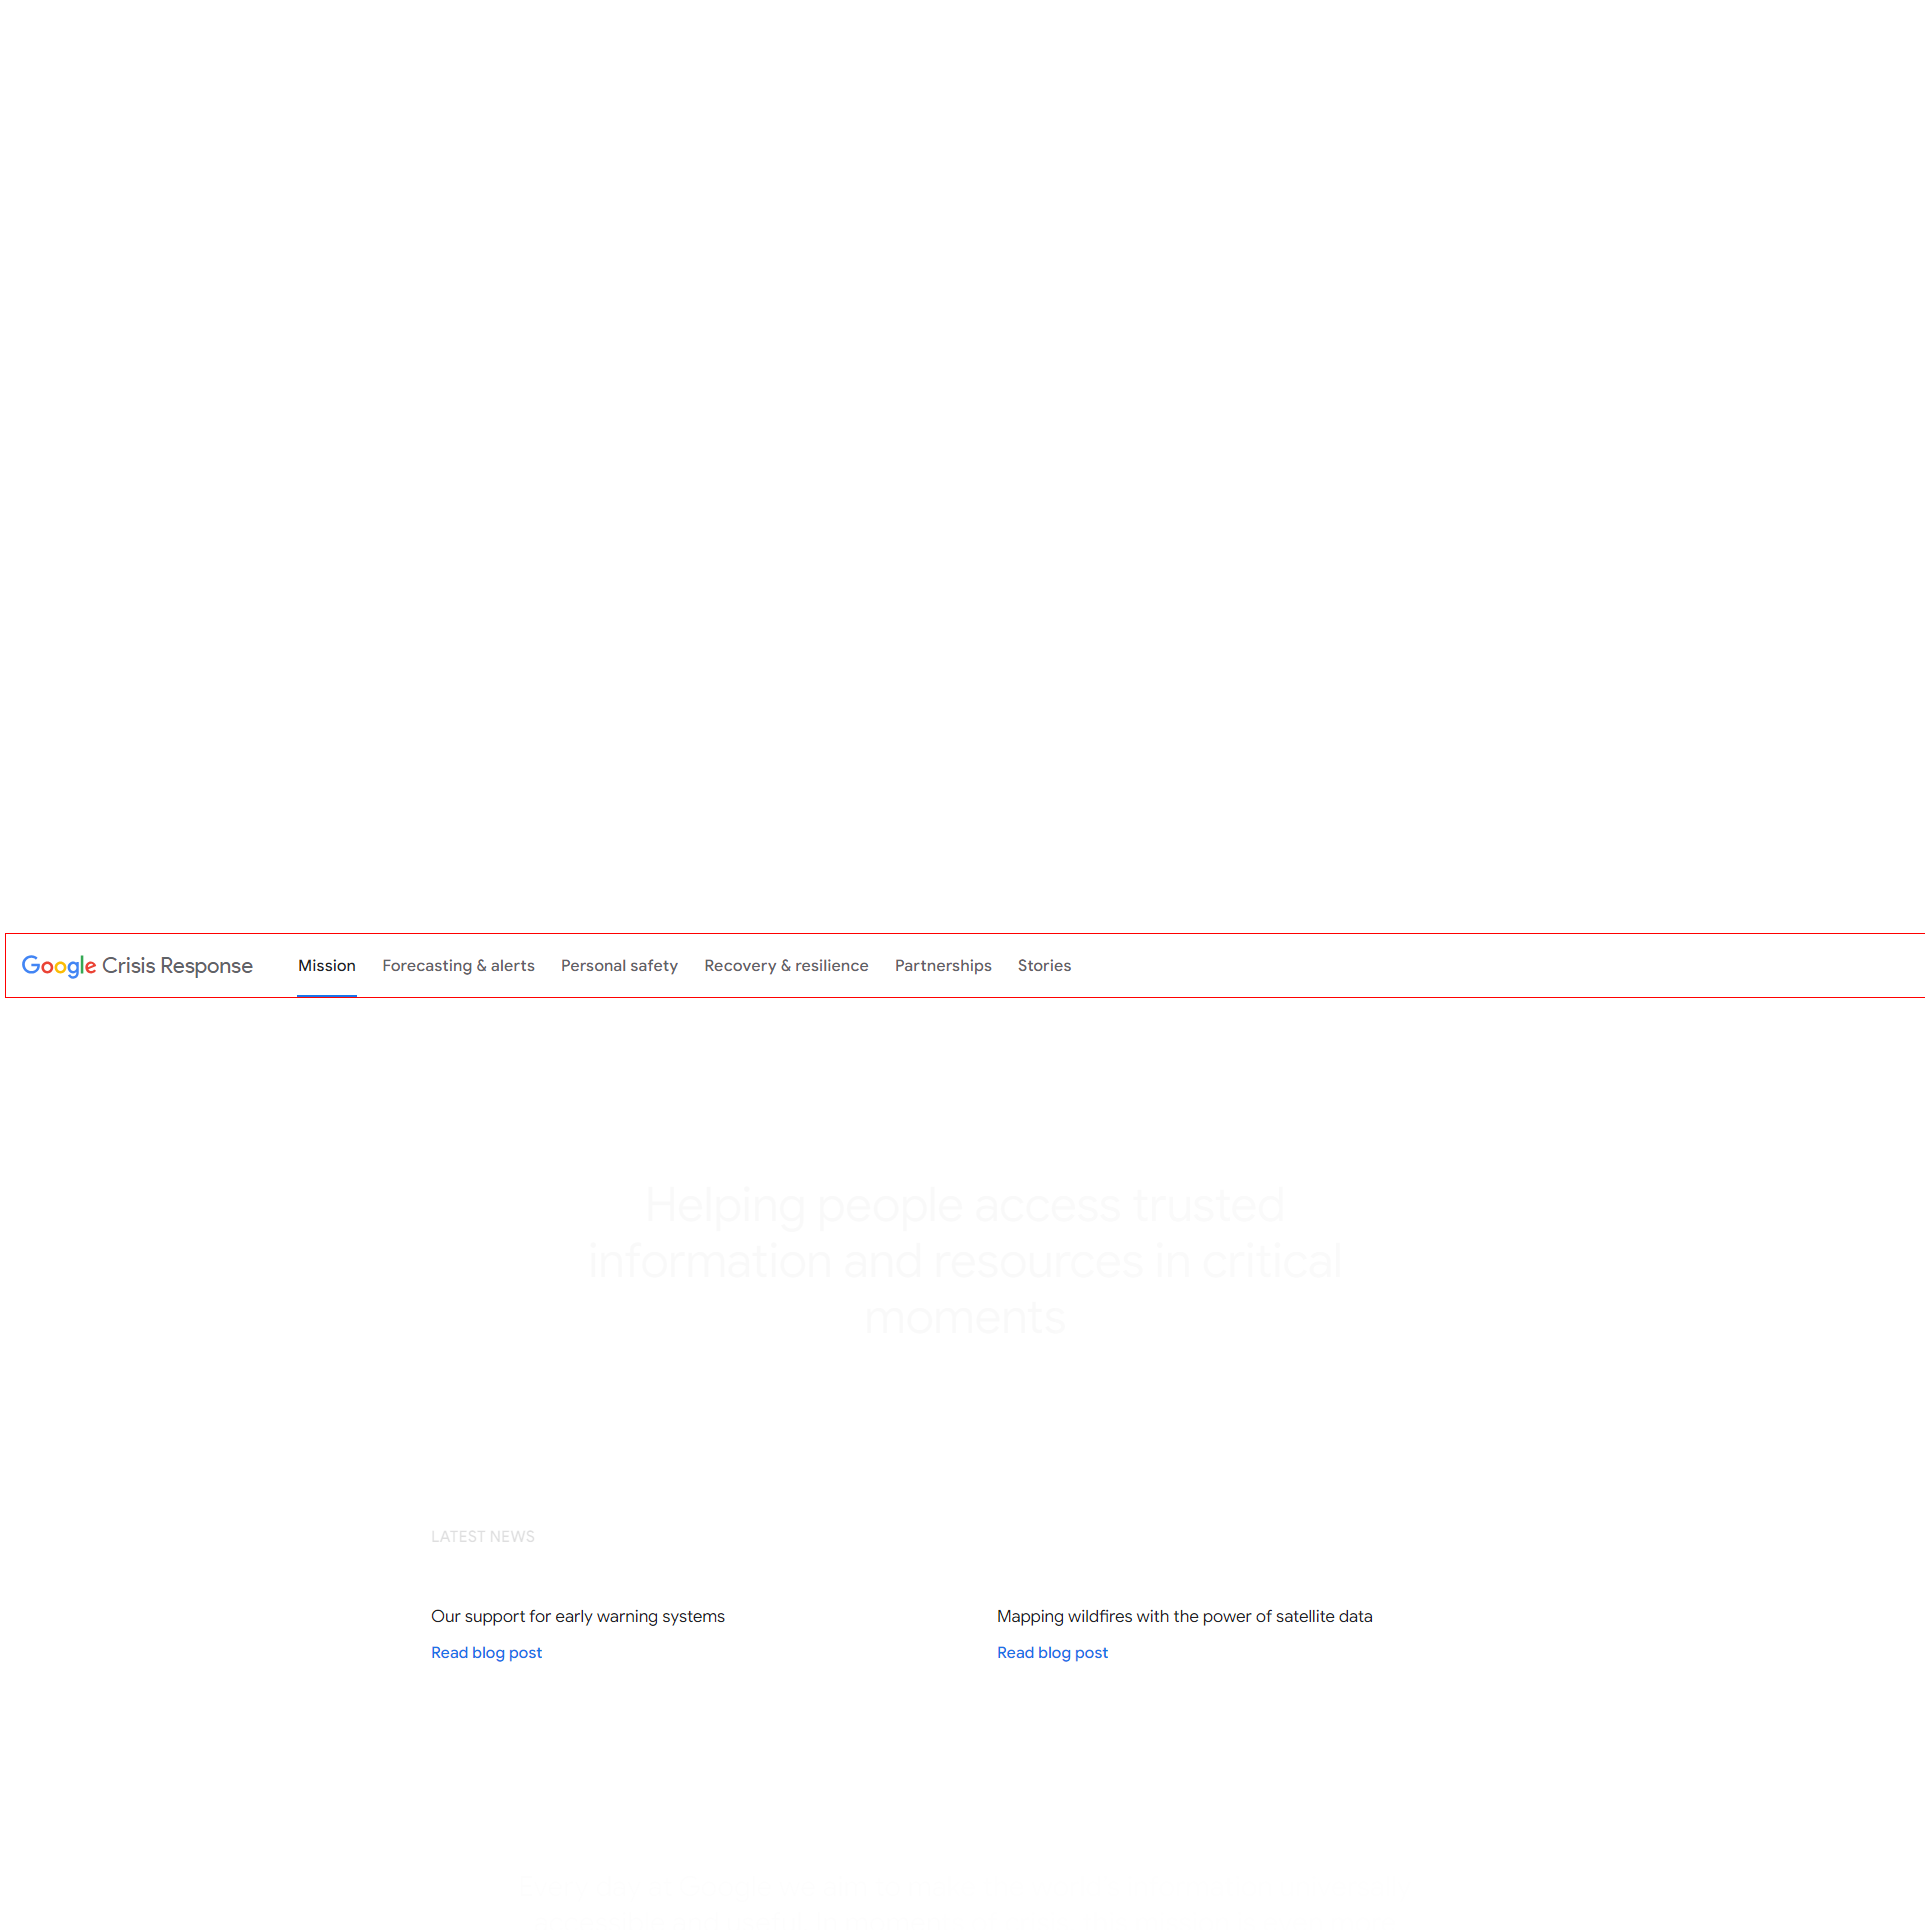 Google Crisis Response Mission Forecasting & alerts Personal safety Recovery & resilience Partnerships Stories
Helping people access trusted
information and resources in critical
moments
LATEST NEWS
Our support for early warning systems
Read blog post
Mapping wildfires with the power of satellite data
Read blog post